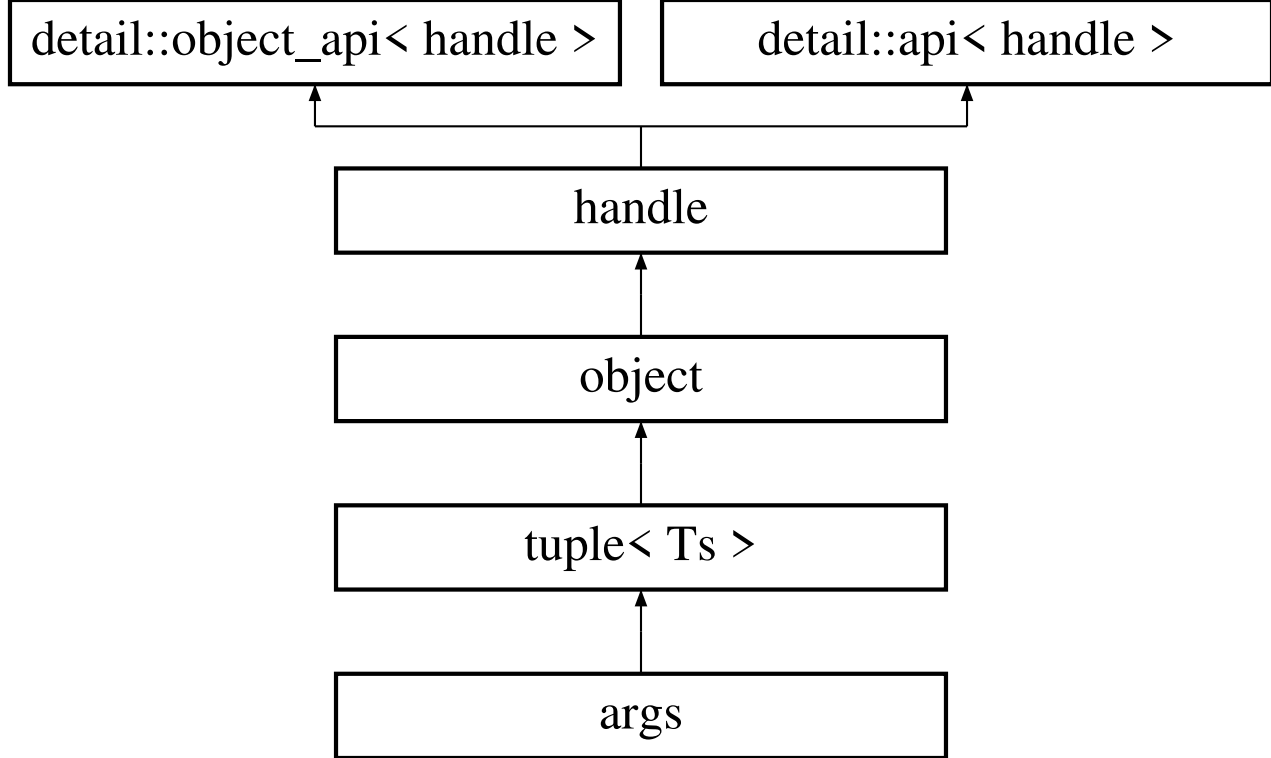 detail::object_api< handle >
detail::api< handle >
handle
object
tuple< Ts >
args